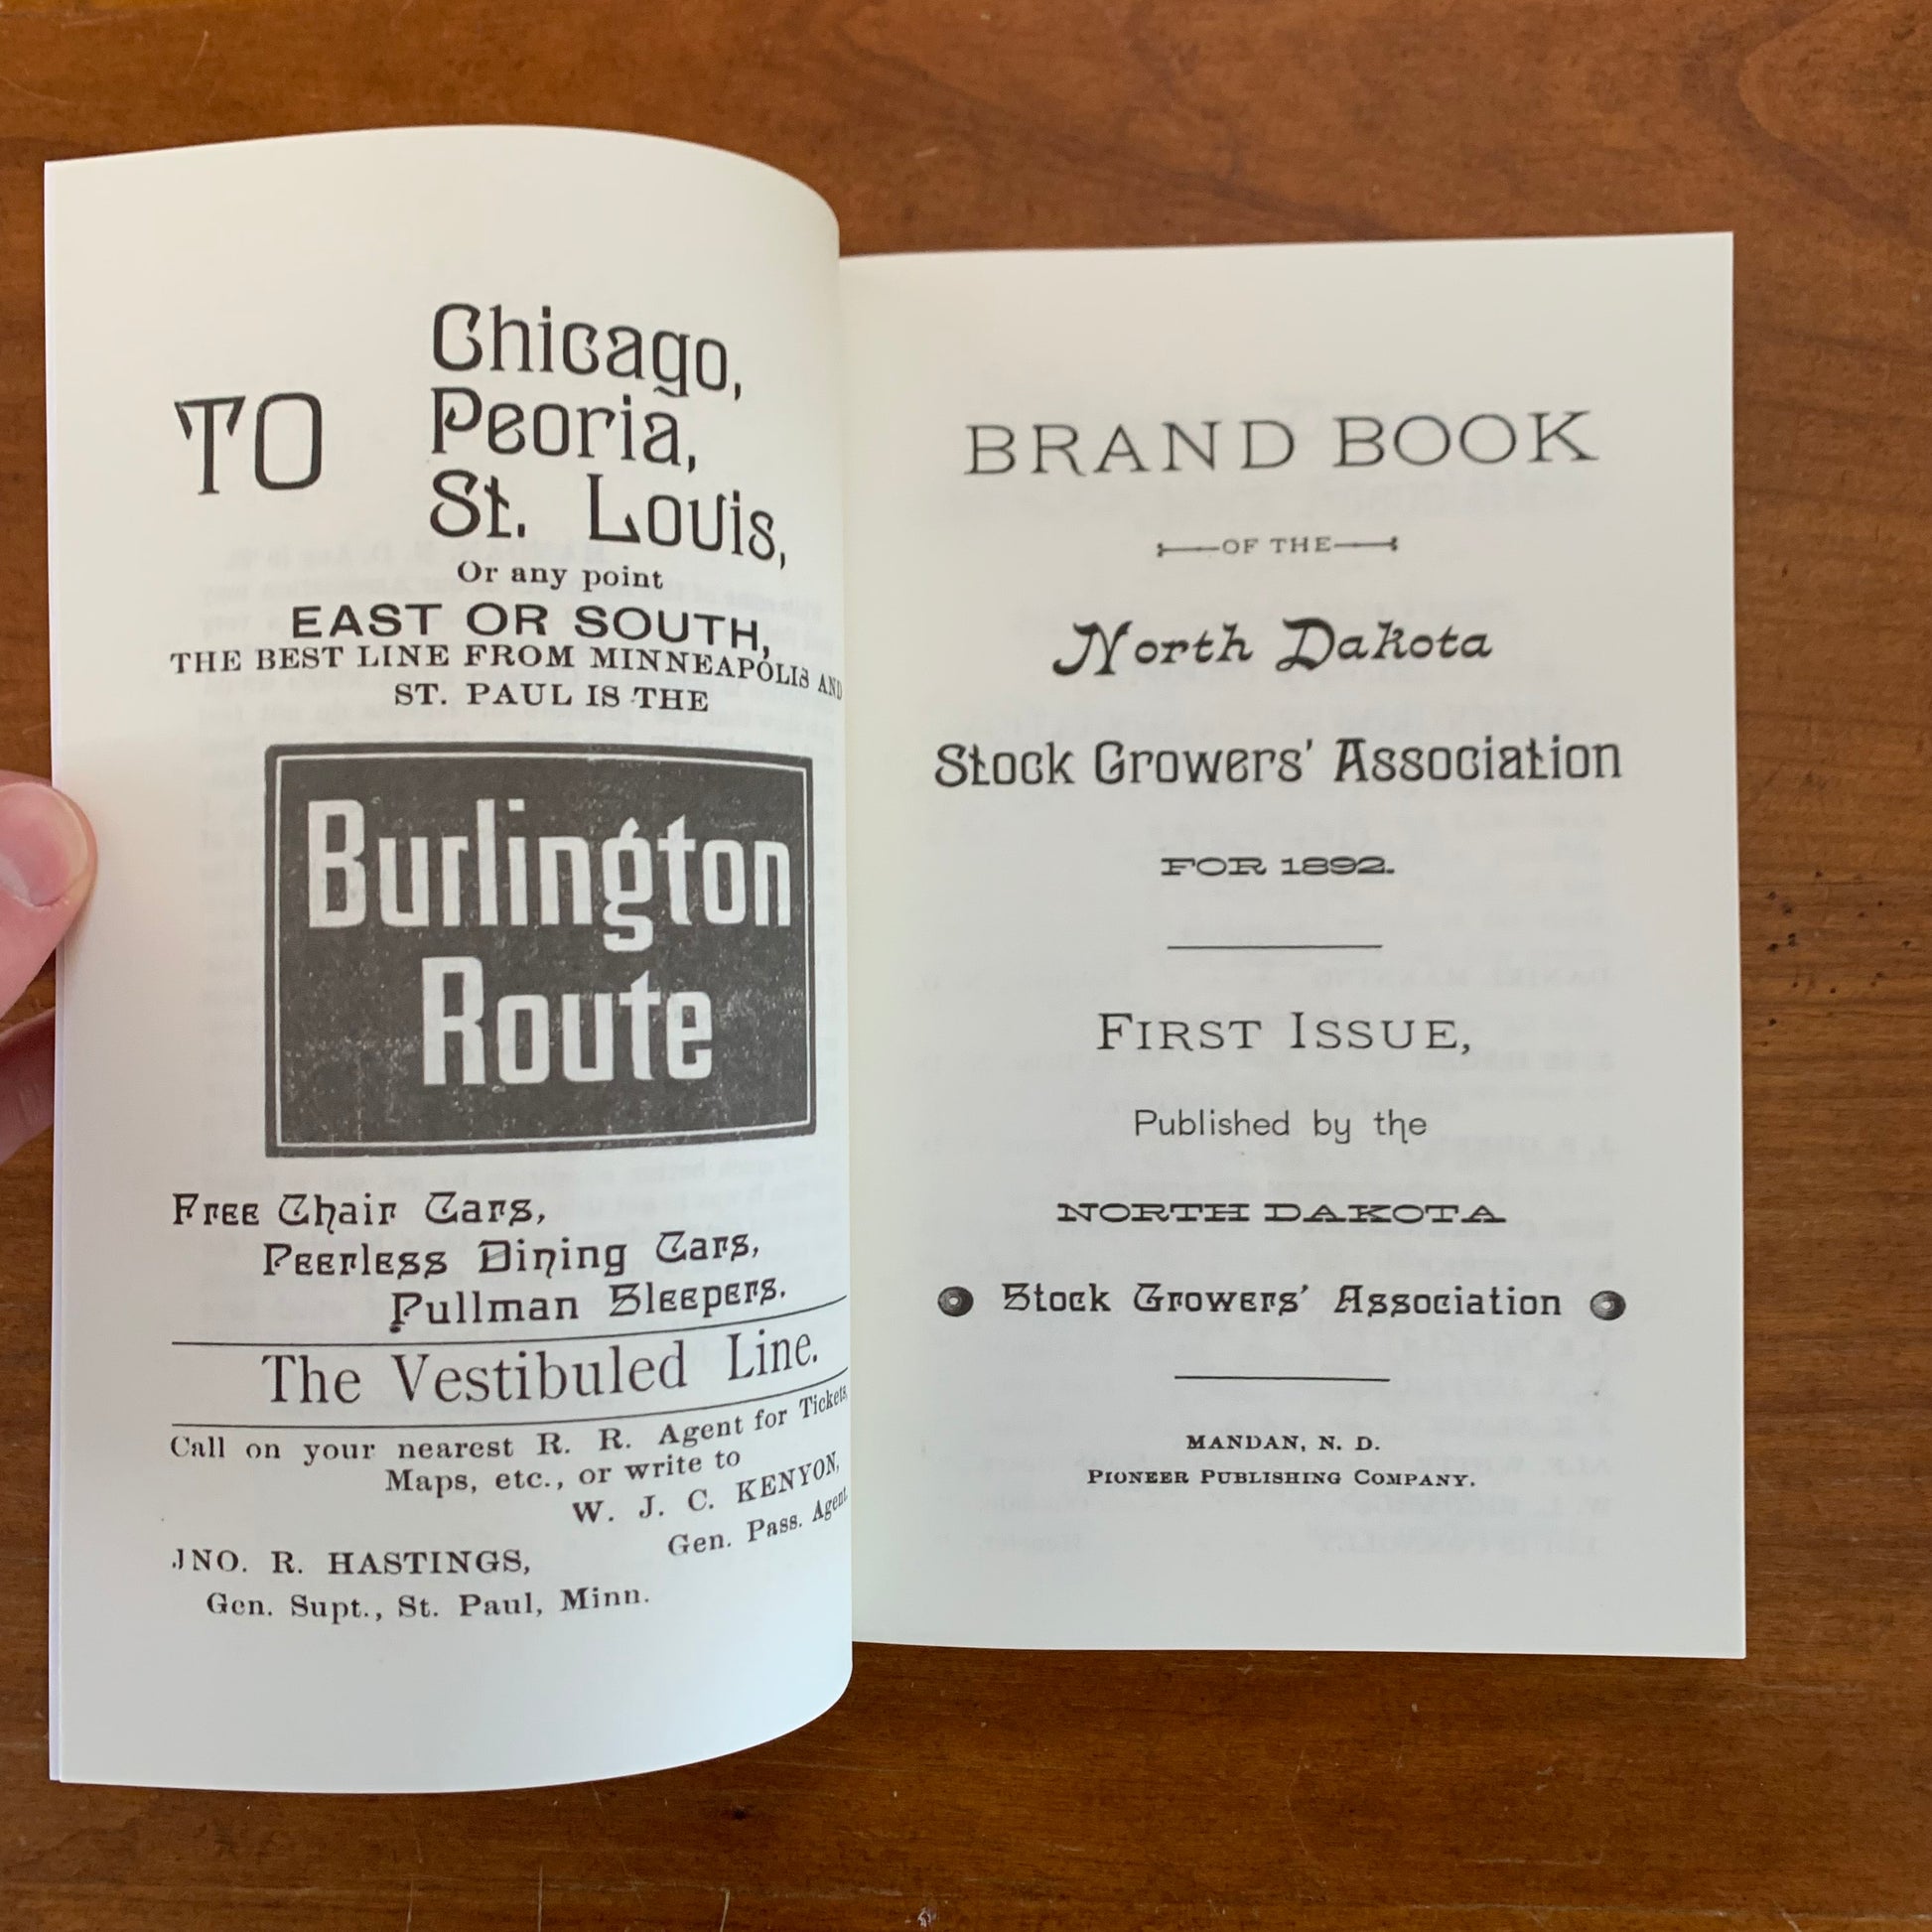 TO
Chicago,
Peoria,
St. Louis,
Or any point
EAST OR SOUTH,
THE BEST LINE FROM MINNEAPOLIS AND
ST. PAUL IS THE
Burlington
Route
Free Chair Cars,
Peerless Dining Cars,
Pullman Sleepers.
The Vestibuled Line.
Call on your nearest R. R. Agent for Tickets,
Maps, etc., or write to
W. J. C. KENYON,
Gen. Pass. Agent.
JNO. R. HASTINGS,
Gen. Supt., St. Paul, Minn.
BRAND BOOK
OF THE
North Dakota
Stock Growers' Association
FOR 1892.
FIRST ISSUE,
Published by the
NORTH DAKOTA
Stock Growers' Association
MANDAN, N. D.
PIONEER PUBLISHING COMPANY.